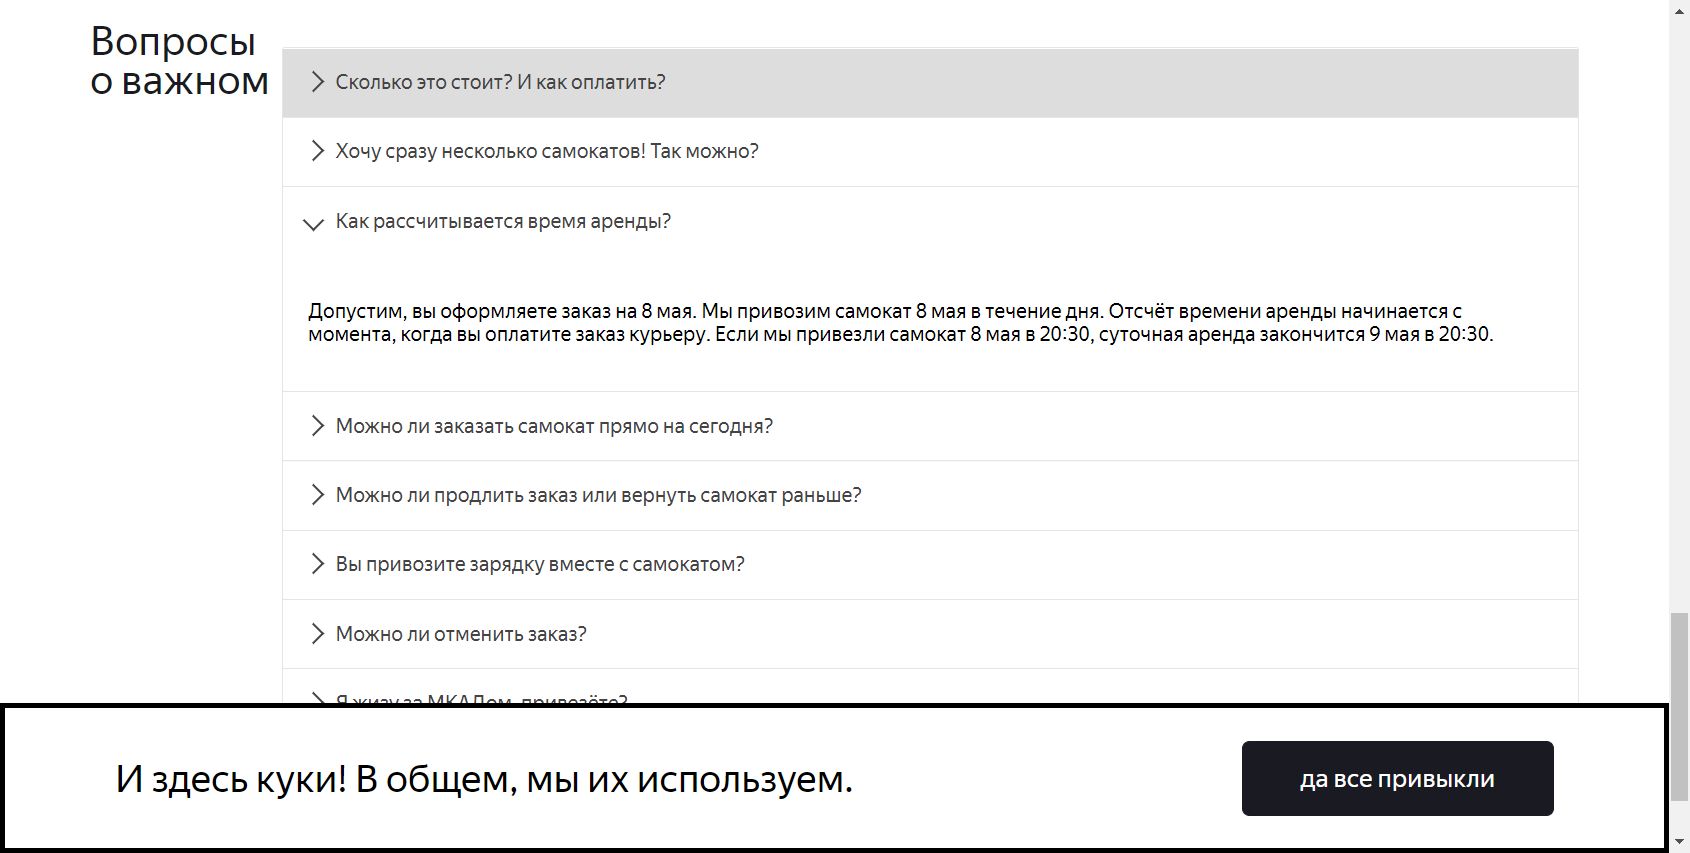 Вопросы
о важном
Сколько это стоит? И как оплатить?
Хочу сразу несколько самокатов! Так можно?
Как рассчитывается время аренды?
Допустим, вы оформляете заказ на 8 мая. Мы привозим самокат 8 мая в течение дня. Отсчёт времени аренды начинается с
момента, когда вы оплатите заказ курьеру. Если мы привезли самокат 8 мая в 20:30, суточная аренда закончится 9 мая в 20:30.
Можно ли заказать самокат прямо на сегодня?
Можно ли продлить заказ или вернуть самокат раньше?
Вы привозите зарядку вместе с самокатом?
Можно ли отменить заказ?
Я живу за МКАДом, привезёте?
И здесь куки! В общем, мы их используем.
да все привыкли